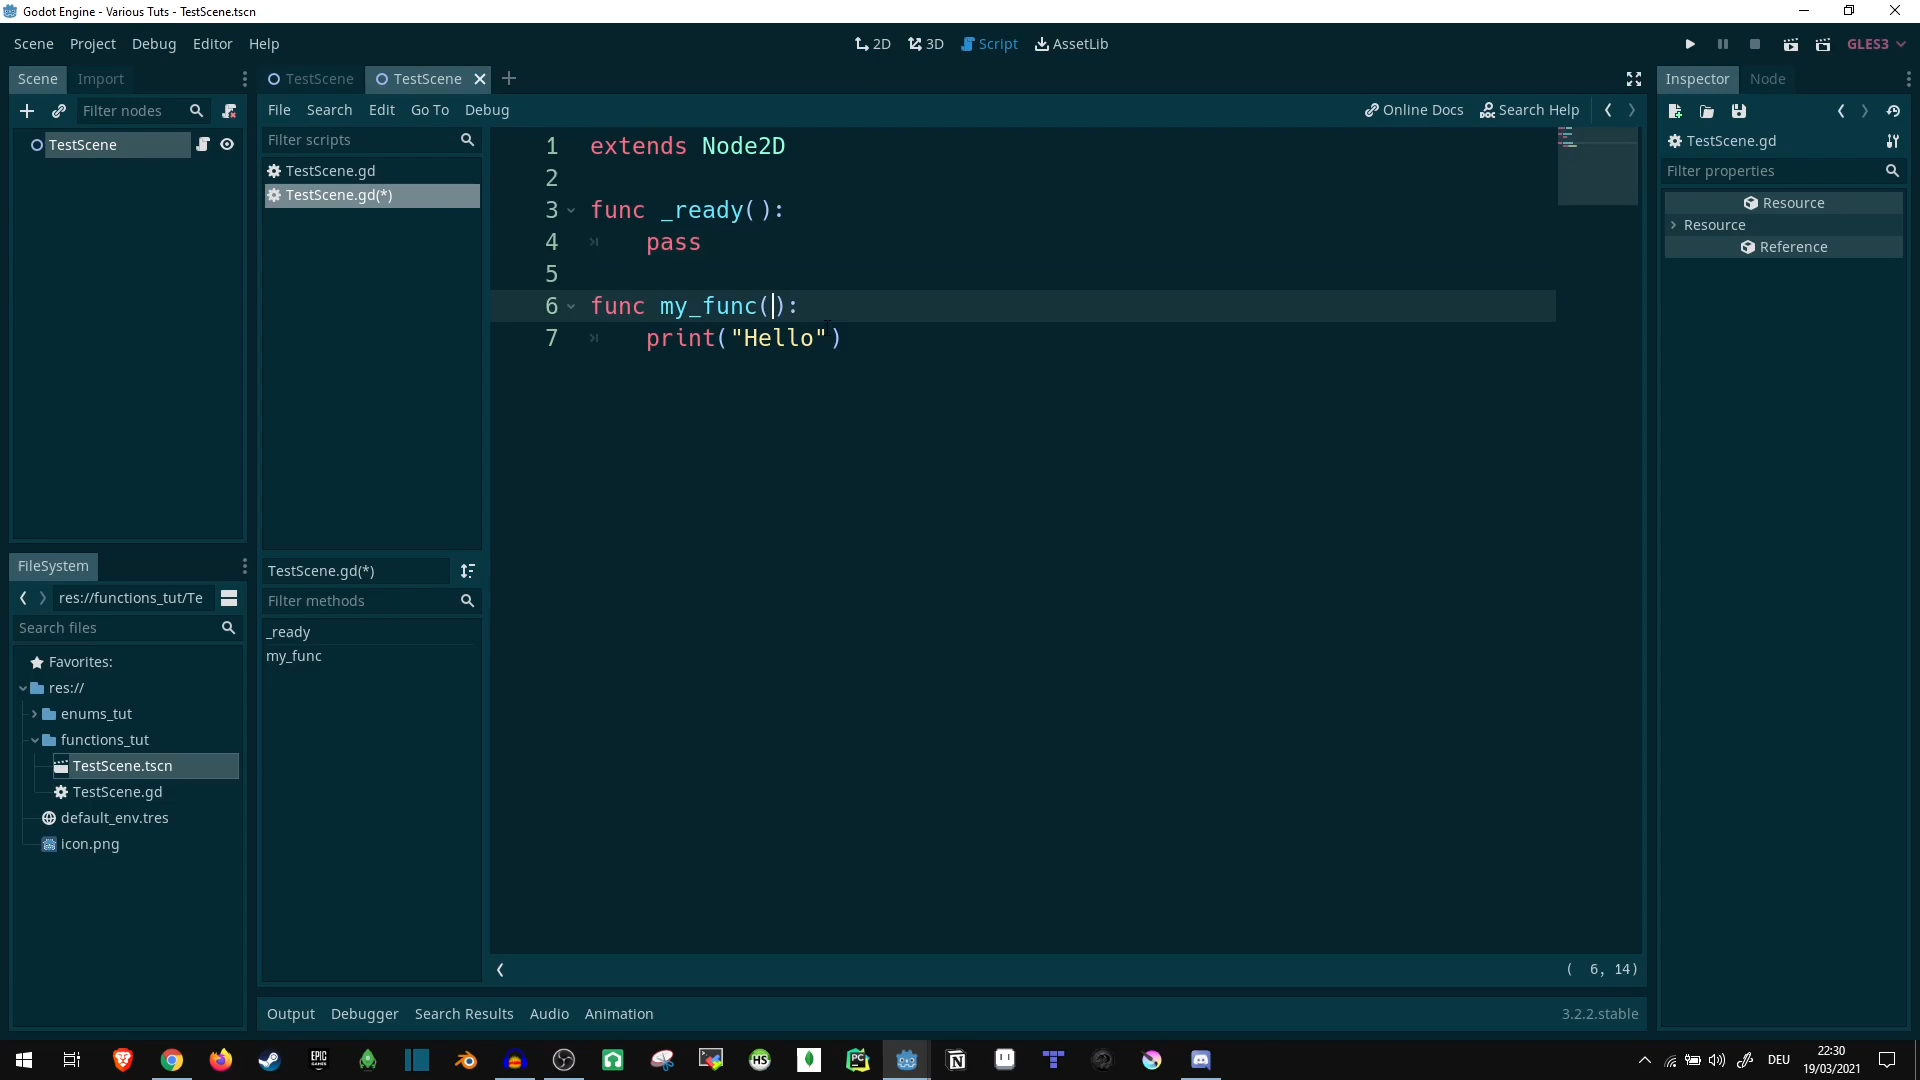 Godot Engine - Various Tuts - TestScene.tscn
Scene Project Debug Editor Help
2D 3D Script AssetLib
GLES3
Scene Import
TestScene TestScene
Inspector Node
Filter nodes
File Search Edit Go To Debug
Online Docs Search Help
TestScene
Filter scripts
TestScene.gd
TestScene.gd(*)
TestScene.gd
Filter properties
Resource
Resource
Reference
1 extends Node2D
2
3 func _ready():
4 pass
5
6 func my_func():
7 print("Hello")
TestScene.gd(*)
Filter methods
_ready
my_func
FileSystem
res://functions_tut/Te
Search files
Favorites:
res://
enums_tut
functions_tut
TestScene.tscn
TestScene.gd
default_env.tres
icon.png
( 6, 14)
Output Debugger Search Results Audio Animation
3.2.2.stable
EPIC GAMES
HS
PC
DEU
22:30
19/03/2021